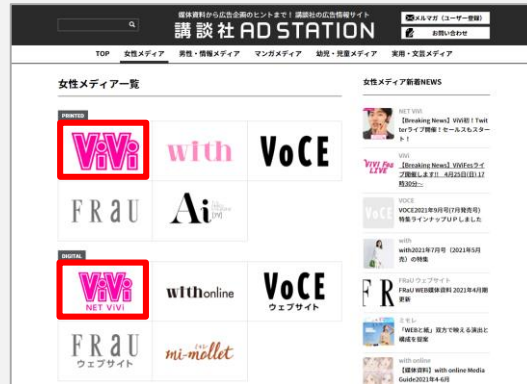 媒体資料から広告企画のヒントまで！講談社の広告情報サイト
講談社AD STATION
メルマガ（ユーザー登録）
お問い合わせ
TOP
女性メディア
男性・情報メディア
マンガメディア
幼児・児童メディア
実用・文芸メディア
女性メディア一覧
PRINTED
ViVi
with
VoCE
FRaU
Ai
DIGITAL
ViVi
NET ViVi
withonline
VoCE
ウェブサイト
FRaU
ウェブサイト
mi-mollet
女性メディア新着NEWS
NET ViVi
【Breaking News】ViVi初！Twit
terライブ開催！セールスもスター
ト！
ViVi Fes
LIVE
ViVi
【Breaking News】ViViFesライ
ブ開催します!! 4月25日(日) 17
時30分～
VoCE
VOCE
VOCE2021年9月号(7月発売号)
特集ラインナップUPしました
with
with2021年7月号（2021年5月
売）の特集
FR
FRaU ウェブサイト
FRaU WEB媒体資料 2021年4月期
更新
ミモレ
「WEBと紙」双方で映える演出と
構成を提案
with online
【媒体資料】with online Media
Guide2021年4-6月